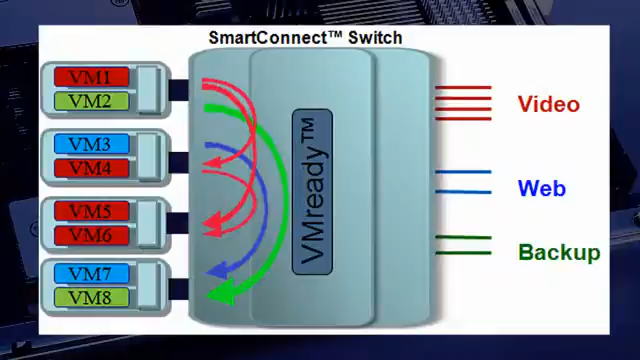 SmartConnect™ Switch
VM1
VM2
VM3
VM4
VM5
VM6
VM7
VM8
VMready™
Video
Web
Backup